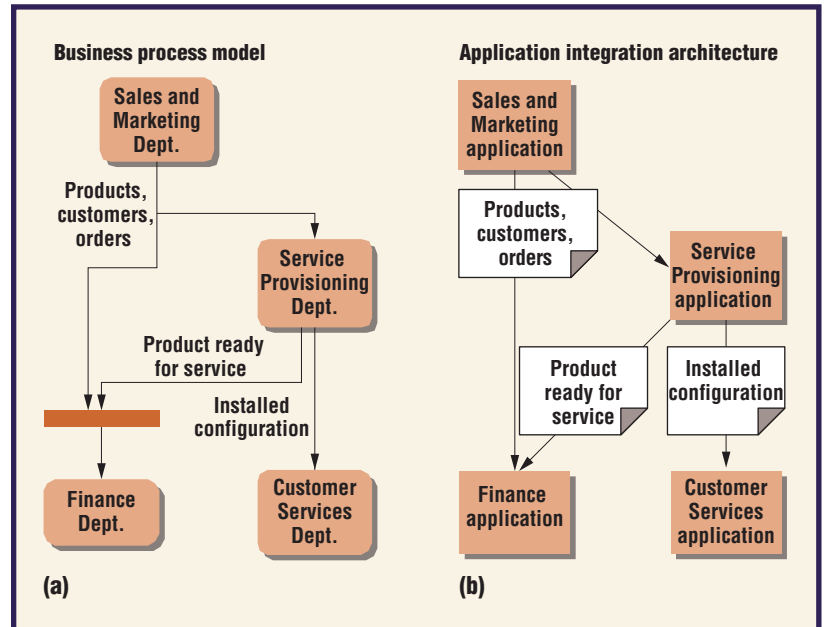 Business process model
Sales and
Marketing
Dept.
Products,
customers,
orders
Service
Provisioning
Dept.
Product ready
for service
Installed
configuration
Finance
Dept.
Customer
Services
Dept.
(a)
Application integration architecture
Sales and
Marketing
application
Products,
customers,
orders
Service
Provisioning
application
Product
ready for
service
Installed
configuration
Finance
application
Customer
Services
application
(b)